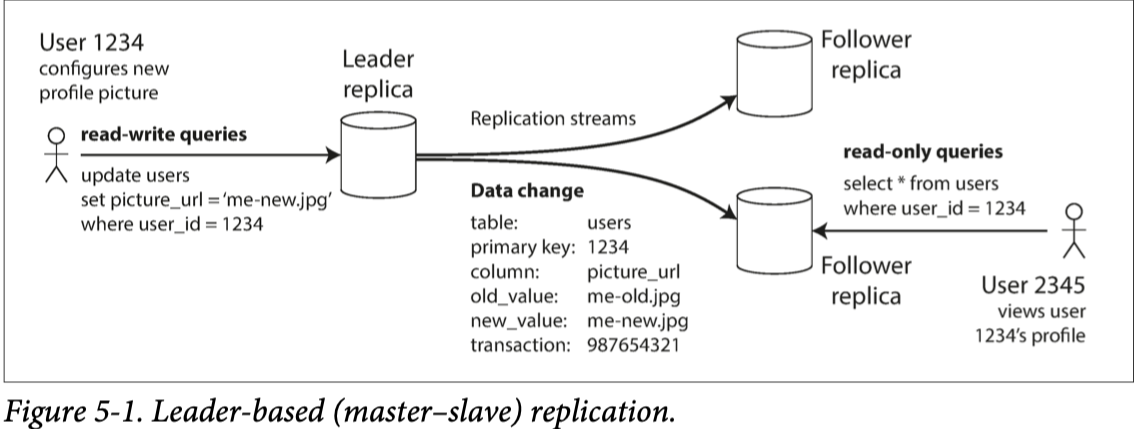 User 1234
configures new
profile picture
read-write queries
update users
set picture_url = ‘me-new.jpg’
where user_id = 1234
Leader
replica
Replication streams
Data change
table: users
primary key: 1234
column: picture_url
old_value: me-old.jpg
new_value: me-new.jpg
transaction: 987654321
Follower
replica
read-only queries
select * from users
where user_id = 1234
Follower
replica
User 2345
views user
1234’s profile
Figure 5-1. Leader-based (master–slave) replication.